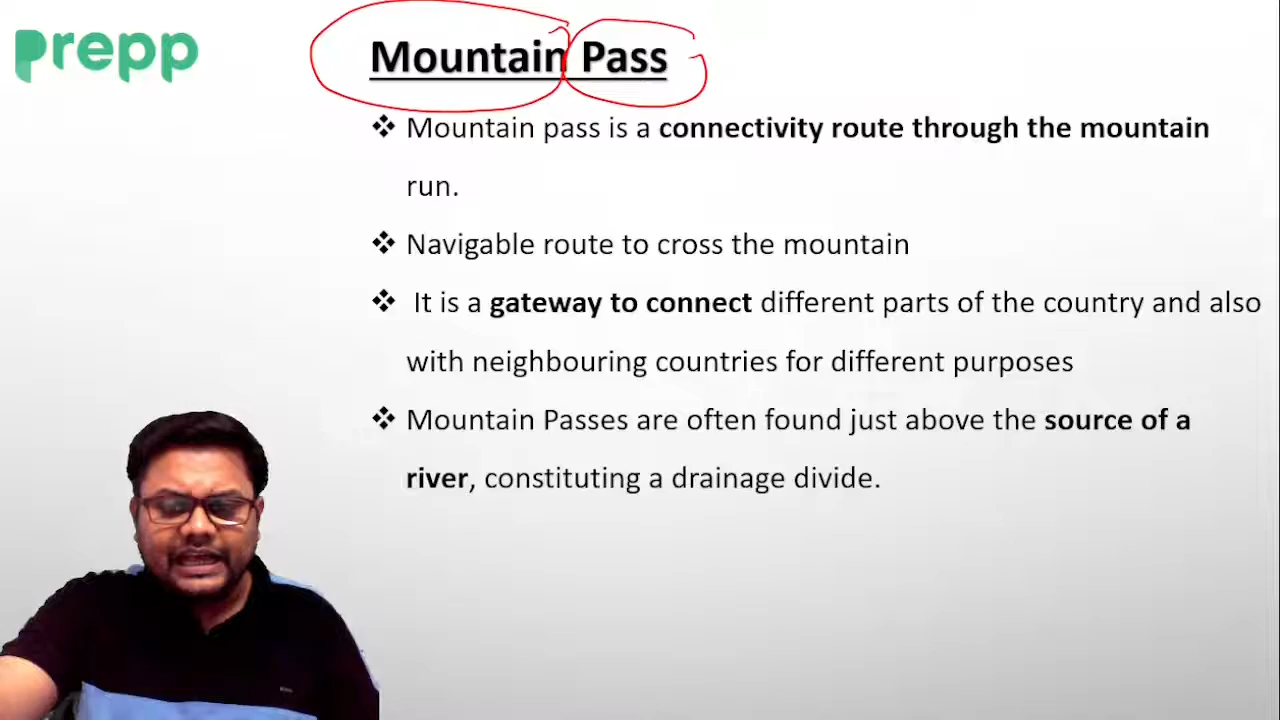 prepp
Mountain Pass
❖ Mountain pass is a connectivity route through the mountain
run.
❖ Navigable route to cross the mountain
❖ It is a gateway to connect different parts of the country and also
with neighbouring countries for different purposes
❖ Mountain Passes are often found just above the source of a
river, constituting a drainage divide.